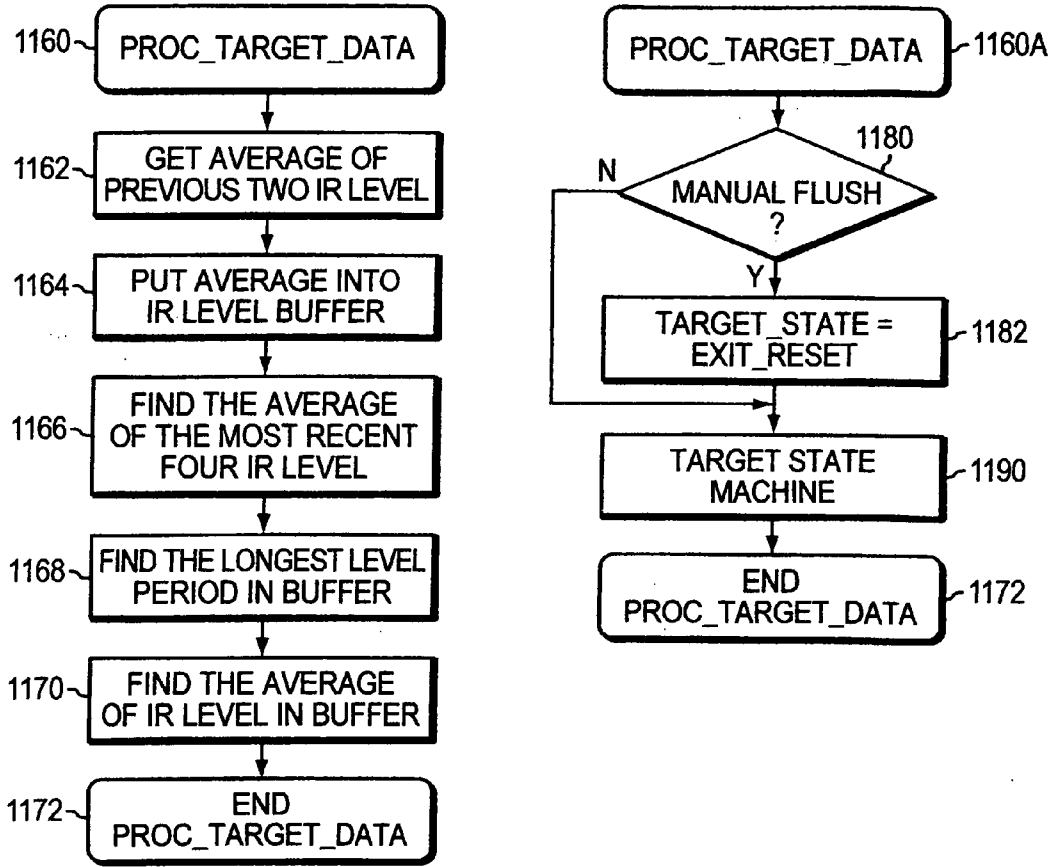 1160
PROC_TARGET_DATA
1162
GET AVERAGE OF
PREVIOUS TWO IR LEVEL
1164
PUT AVERAGE INTO
IR LEVEL BUFFER
1166
FIND THE AVERAGE
OF THE MOST RECENT
FOUR IR LEVEL
1168
FIND THE LONGEST LEVEL
PERIOD IN BUFFER
1170
FIND THE AVERAGE
OF IR LEVEL IN BUFFER
1172
END
PROC_TARGET_DATA
PROC_TARGET_DATA
1160A
1180
N
MANUAL FLUSH
?
Y
TARGET_STATE =
EXIT_RESET
1182
TARGET STATE
MACHINE
1190
END
PROC_TARGET_DATA
1172